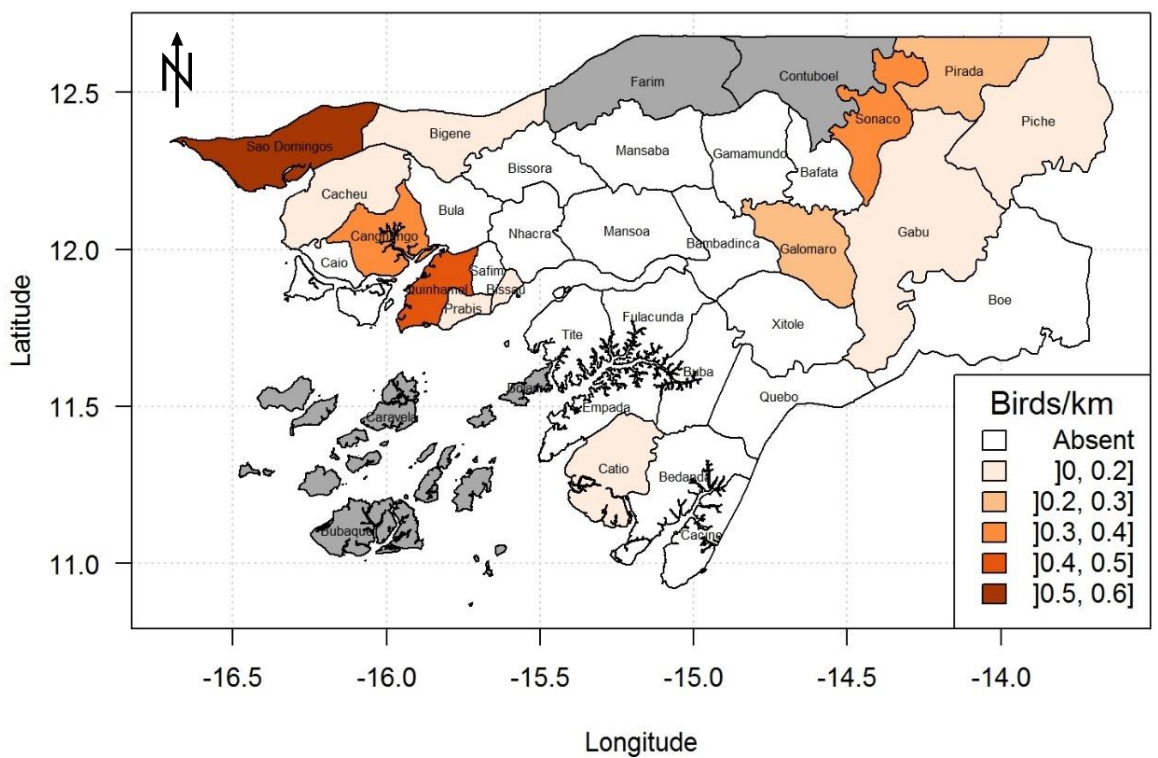 N
12.5
12.0
11.5
11.0
Latitude
Pirada
Contuboel
Farim
Piche
Sonaco
Bigene
Sao Domingos
Mansaba
Gamamundo
Bissora
Bafata
Cacheu
Bula
Gabu
Nhacra
Mansoa
Bambadinca
Galomaro
Caio
Safim
Quinhamel
Bissau
Boe
Prabis
Fulacunda
Xitole
Tite
Buba
Quebo
Empada
Caravela
Catio
Bedanda
Bubaque
Cacine
Birds/km
Absent
]0, 0.2]
]0.2, 0.3]
]0.3, 0.4]
]0.4, 0.5]
]0.5, 0.6]
-16.5 -16.0 -15.5 -15.0 -14.5 -14.0
Longitude